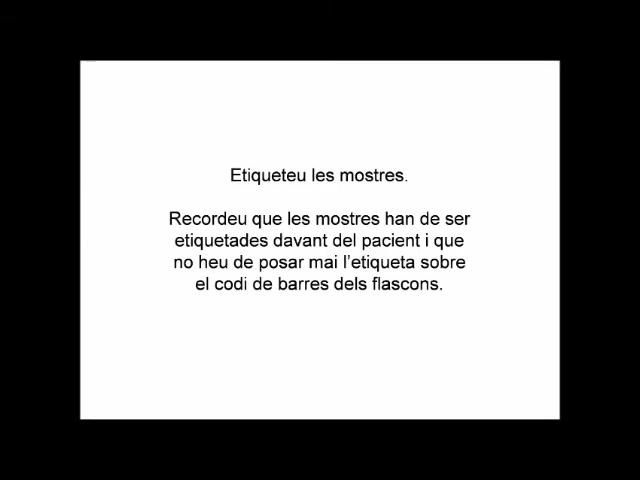 Etiqueteu les mostres.
Recordeu que les mostres han de ser
etiquetades davant del pacient i que
no heu de posar mai l’etiqueta sobre
el codi de barres dels flascons.